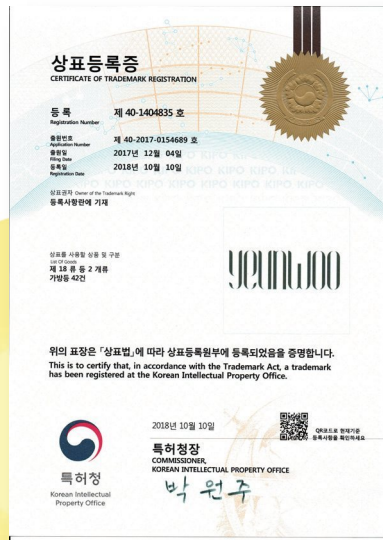 상표등록증
CERTIFICATE OF TRADEMARK REGISTRATION
등록 제 40-1404835 호
Registration Number
출원번호 제 40-2017-0154689 호
Application Number
출원일 2017년 12월 04일
Filing Date
등록일 2018년 10월 10일
Registration Date
상표권자 Owner of the Trademark Right
등록사항란에 기재
상표를 사용할 상품 및 구분
List Of Goods
제 18 류 등 2 개류
가방등 42건
yeunwoo
위의 표장은 「상표법」에 따라 상표등록원부에 등록되었음을 증명합니다.
This is to certify that, in accordance with the Trademark Act, a trademark
has been registered at the Korean Intellectual Property Office.
2018년 10월 10일
QR코드로 현재기준
등록사항을 확인하세요
특허청장
COMMISSIONER,
KOREAN INTELLECTUAL PROPERTY OFFICE
박원주
특허청
Korean Intellectual
Property Office